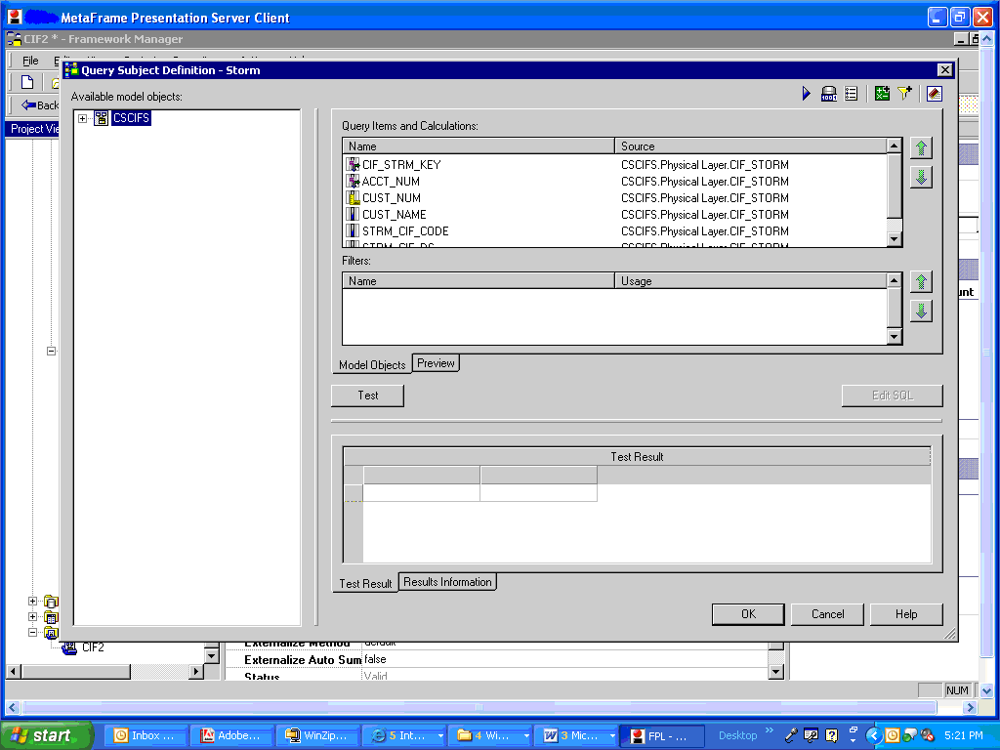 MetaFrame Presentation Server Client
CIF2 * - Framework Manager
File
Query Subject Definition - Storm
Back
Project Vie
Available model objects:
CSCIFS
100
Query Items and Calculations:
Name Source
CIF_STRM_KEY CSCIFS.Physical Layer.CIF_STORM
ACCT_NUM CSCIFS.Physical Layer.CIF_STORM
CUST_NUM CSCIFS.Physical Layer.CIF_STORM
CUST_NAME CSCIFS.Physical Layer.CIF_STORM
STRM_CIF_CODE CSCIFS.Physical Layer.CIF_STORM
Filters:
Name Usage
unt
Model Objects Preview
Test Edit SQL
Test Result
Test Result Results Information
OK Cancel Help
CIF2
Externalize Method default
Externalize Auto Sum false
Status Valid
NUM
start Inbox ... Adobe... WinZip... 5 Int... 4 Wi... 3 Mic... FPL - ... Desktop » 5:21 PM